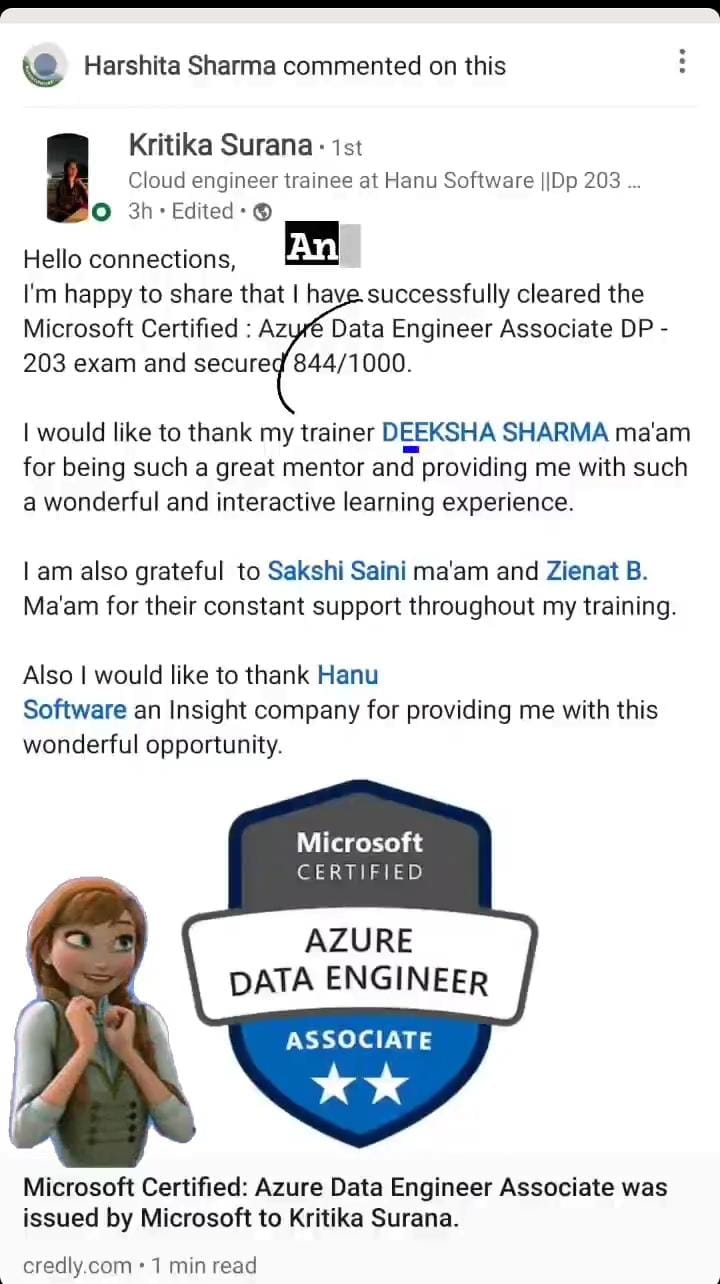 Harshita Sharma commented on this
Kritika Surana • 1st
Cloud engineer trainee at Hanu Software ||Dp 203 ...
3h • Edited •
An
Hello connections,
I'm happy to share that I have successfully cleared the
Microsoft Certified : Azure Data Engineer Associate DP -
203 exam and secured 844/1000.
I would like to thank my trainer DEEKSHA SHARMA ma'am
for being such a great mentor and providing me with such
a wonderful and interactive learning experience.
I am also grateful  to Sakshi Saini ma'am and Zienat B.
Ma'am for their constant support throughout my training.
Also I would like to thank Hanu
Software an Insight company for providing me with this
wonderful opportunity.
Microsoft
CERTIFIED
AZURE
DATA ENGINEER
ASSOCIATE
Microsoft Certified: Azure Data Engineer Associate was
issued by Microsoft to Kritika Surana.
credly.com • 1 min read